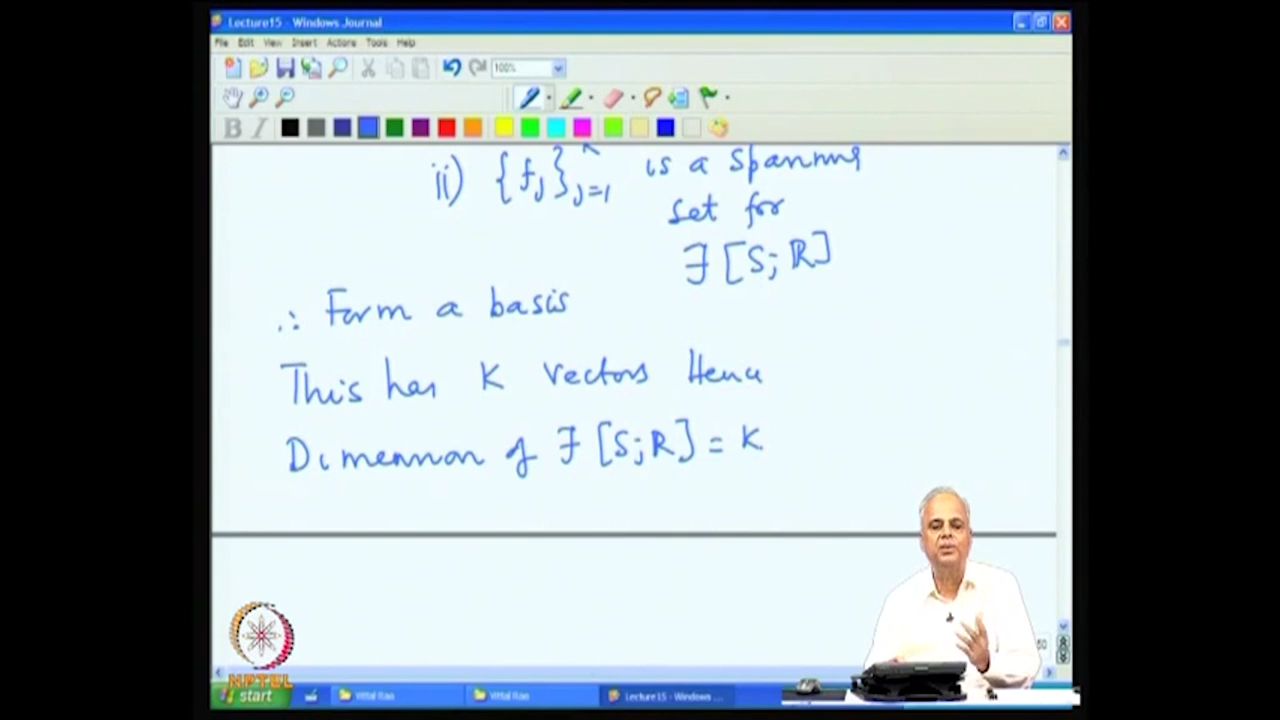 Lecture15 - Windows Journal
File Edit View Insert Actions Tools Help
100%
B I
ii) {f_j}_{j=1}^{k} is a spanning
set for
ℱ [S; R]
∴ Form a basis
This has K vectors Hence
Dimension of ℱ [S; R] = K
NPTEL
start Vittal Rao Vittal Rao Lecture15 - Windows ...